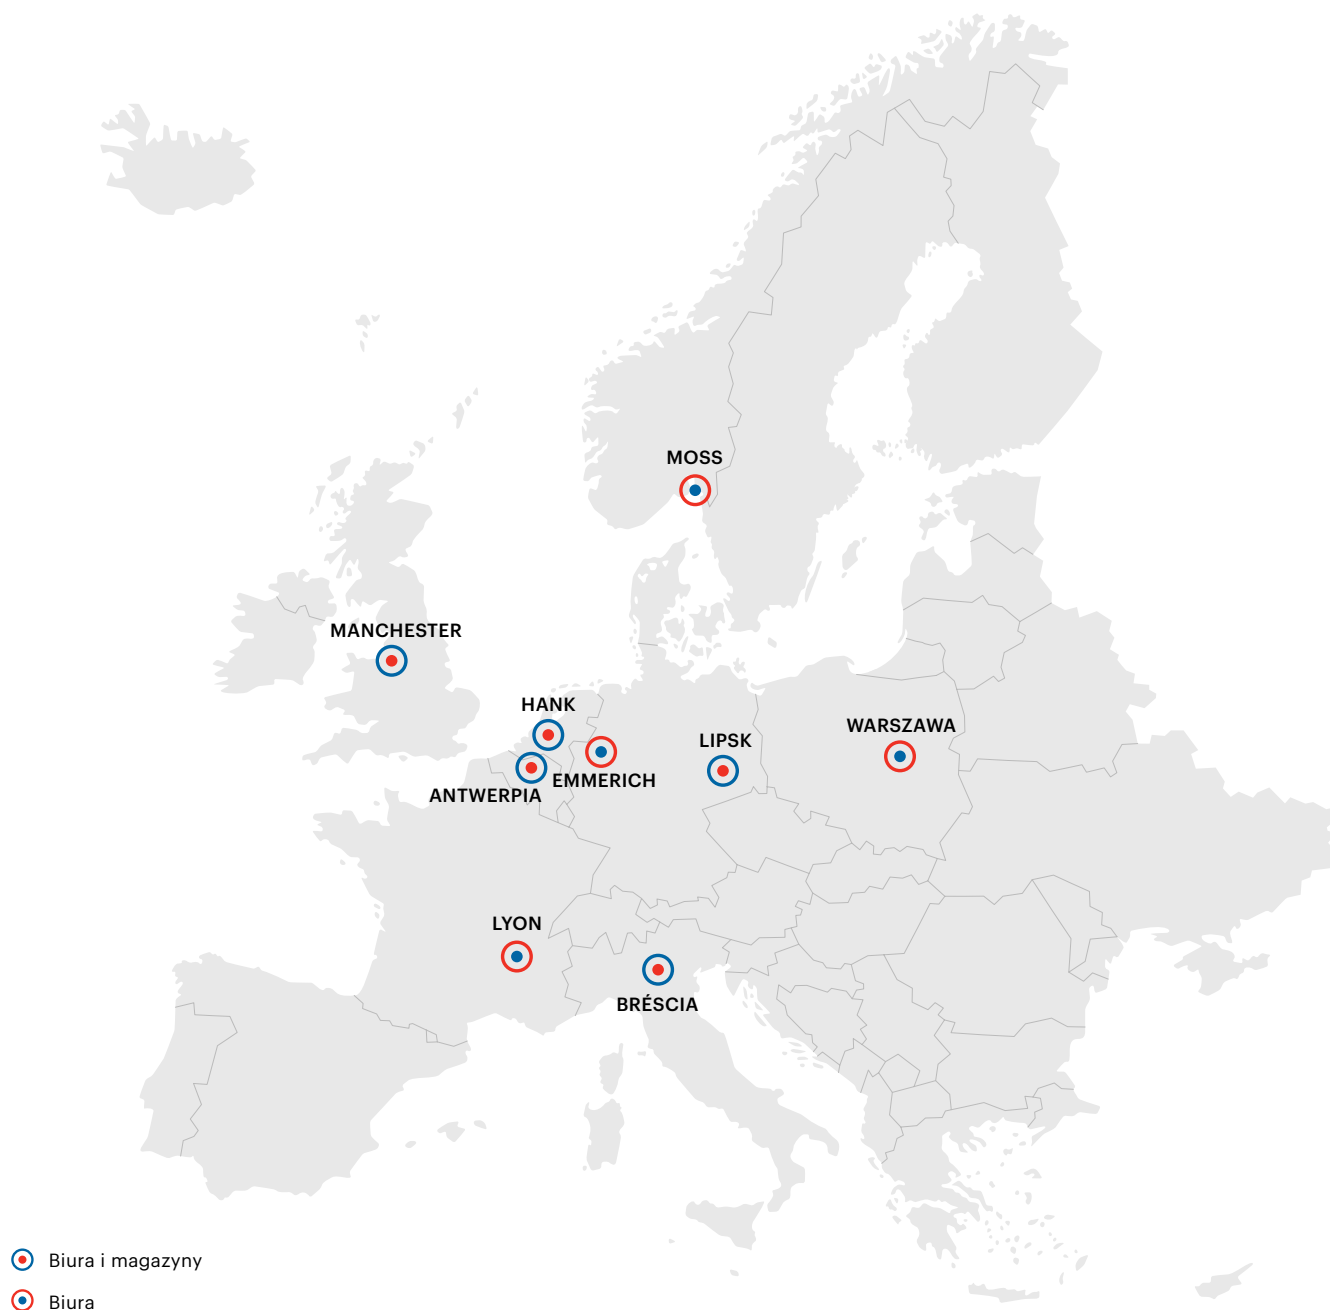 MOSS
MANCHESTER
HANK
WARSZAWA
LIPSK
EMMERICH
ANTWERPIA
LYON
BRÉSCIA
Biura i magazyny
Biura